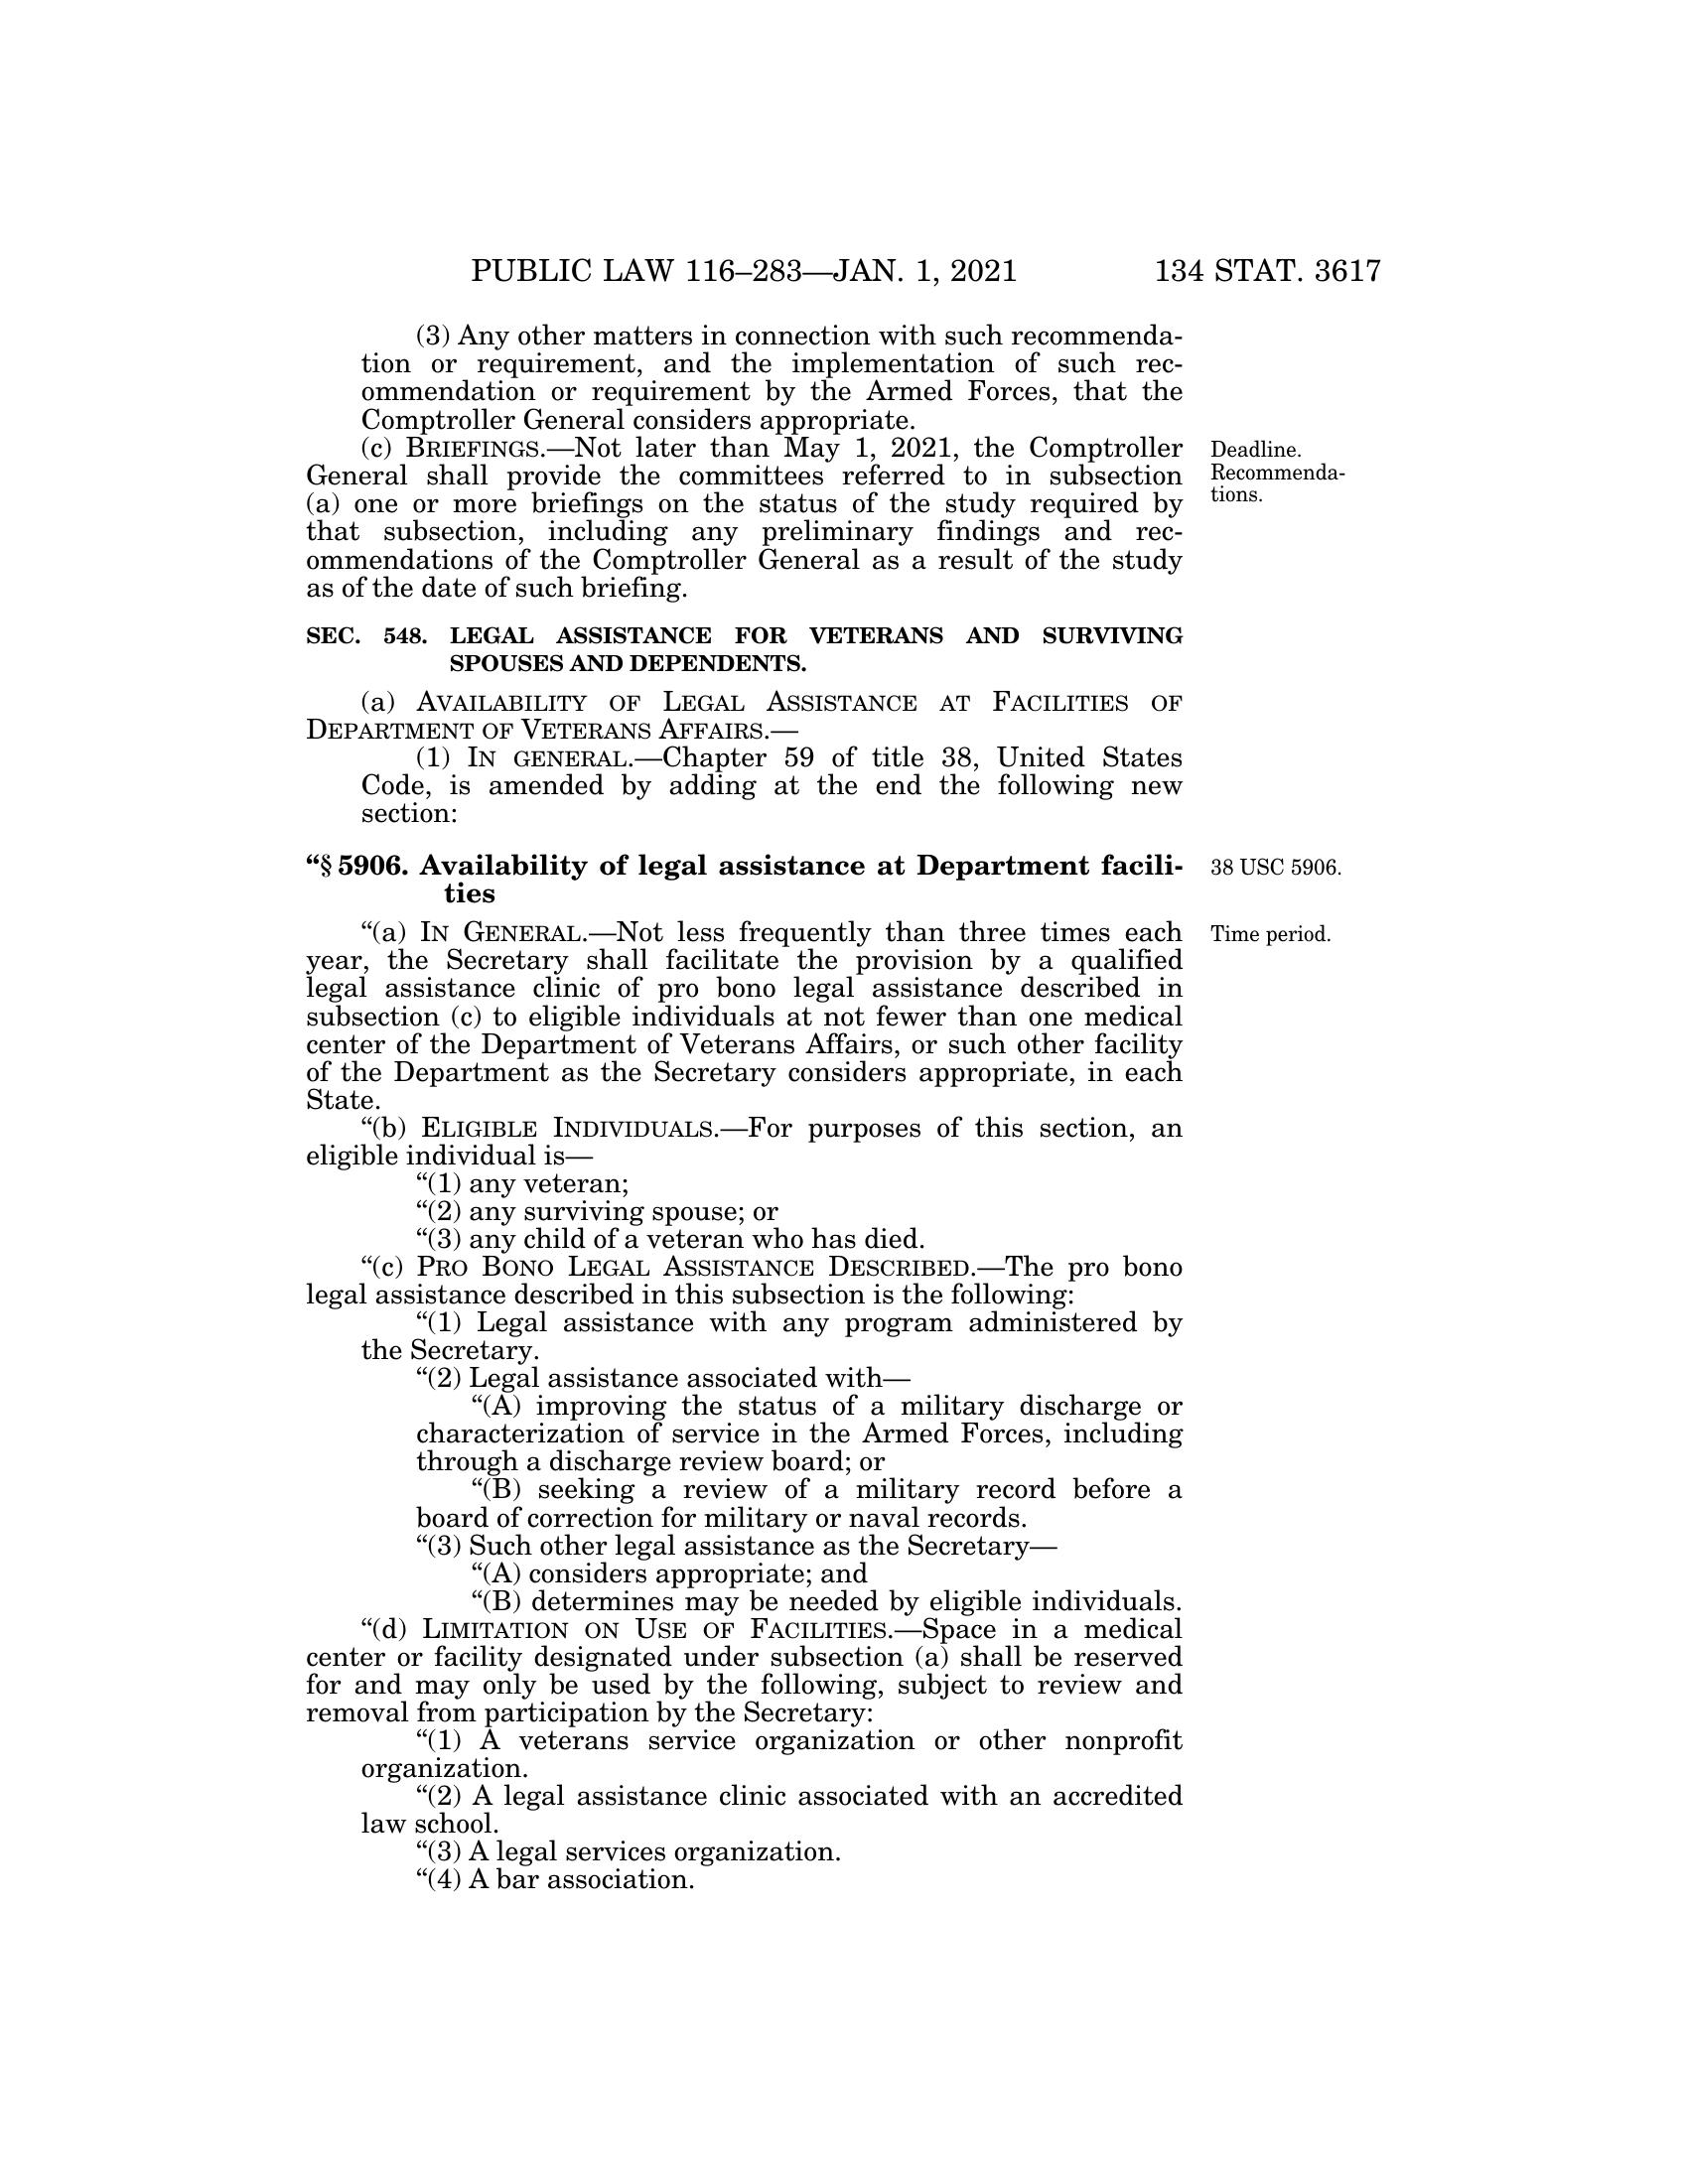 PUBLIC LAW 116–283—JAN. 1, 2021
134 STAT. 3617
(3) Any other matters in connection with such recommenda-
tion or requirement, and the implementation of such rec-
ommendation or requirement by the Armed Forces, that the
Comptroller General considers appropriate.
(c) BRIEFINGS.—Not later than May 1, 2021, the Comptroller
General shall provide the committees referred to in subsection
(a) one or more briefings on the status of the study required by
that subsection, including any preliminary findings and rec-
ommendations of the Comptroller General as a result of the study
as of the date of such briefing.
Deadline.
Recommenda-
tions.
SEC. 548. LEGAL ASSISTANCE FOR VETERANS AND SURVIVING
SPOUSES AND DEPENDENTS.
(a) AVAILABILITY OF LEGAL ASSISTANCE AT FACILITIES OF
DEPARTMENT OF VETERANS AFFAIRS.—
(1) IN GENERAL.—Chapter 59 of title 38, United States
Code, is amended by adding at the end the following new
section:
“§ 5906. Availability of legal assistance at Department facili-
ties
38 USC 5906.
“(a) IN GENERAL.—Not less frequently than three times each
year, the Secretary shall facilitate the provision by a qualified
legal assistance clinic of pro bono legal assistance described in
subsection (c) to eligible individuals at not fewer than one medical
center of the Department of Veterans Affairs, or such other facility
of the Department as the Secretary considers appropriate, in each
State.
Time period.
“(b) ELIGIBLE INDIVIDUALS.—For purposes of this section, an
eligible individual is—
“(1) any veteran;
“(2) any surviving spouse; or
“(3) any child of a veteran who has died.
“(c) PRO BONO LEGAL ASSISTANCE DESCRIBED.—The pro bono
legal assistance described in this subsection is the following:
“(1) Legal assistance with any program administered by
the Secretary.
“(2) Legal assistance associated with—
“(A) improving the status of a military discharge or
characterization of service in the Armed Forces, including
through a discharge review board; or
“(B) seeking a review of a military record before a
board of correction for military or naval records.
“(3) Such other legal assistance as the Secretary—
“(A) considers appropriate; and
“(B) determines may be needed by eligible individuals.
“(d) LIMITATION ON USE OF FACILITIES.—Space in a medical
center or facility designated under subsection (a) shall be reserved
for and may only be used by the following, subject to review and
removal from participation by the Secretary:
“(1) A veterans service organization or other nonprofit
organization.
“(2) A legal assistance clinic associated with an accredited
law school.
“(3) A legal services organization.
“(4) A bar association.